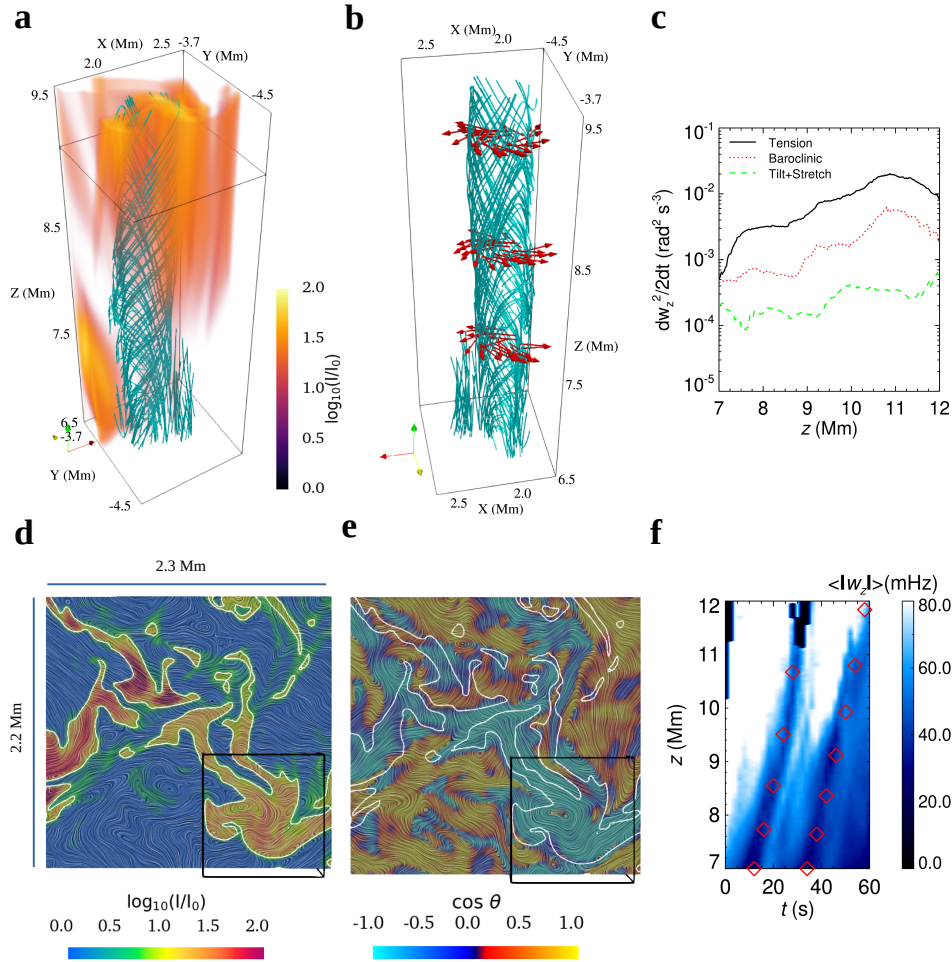 a
X (Mm)
2.5
-3.7
2.0
Y (Mm)
-4.5
9.5
8.5
Z (Mm)
7.5
6.5
-3.7
Y (Mm)
-4.5
2.0
1.5
1.0
0.5
0.0
log10(I/I0)
b
X (Mm)
2.0
-4.5
2.5
Y (Mm)
-3.7
9.5
8.5
Z (Mm)
7.5
6.5
2.5
2.0
X (Mm)
c
Tension
Baroclinic
Tilt+Stretch
10-1
10-2
10-3
10-4
10-5
dwz2/2dt (rad2 s-3)
7 8 9 10 11 12
z (Mm)
d
2.3 Mm
2.2 Mm
log10(I/I0)
0.0 0.5 1.0 1.5 2.0
e
cos θ
-1.0 -0.5 0.0 0.5 1.0
f
<|wz|>(mHz)
12
11
10
9
8
7
z (Mm)
0 20 40 60
t (s)
80.0
60.0
40.0
20.0
0.0